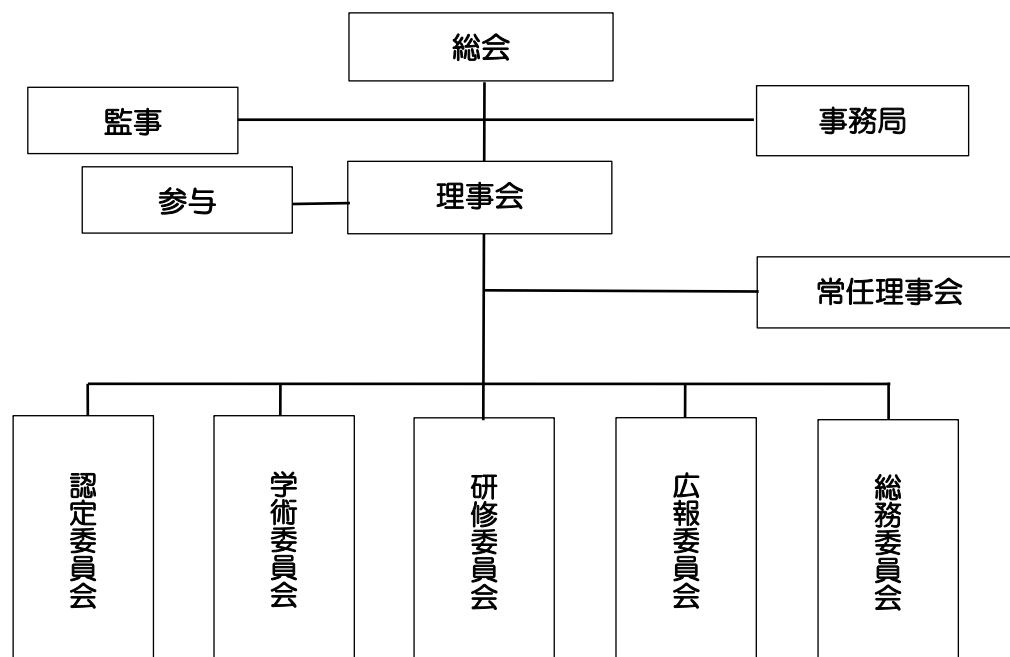 総会
監事
事務局
参与
理事会
常任理事会
認定委員会
学術委員会
研修委員会
広報委員会
総務委員会